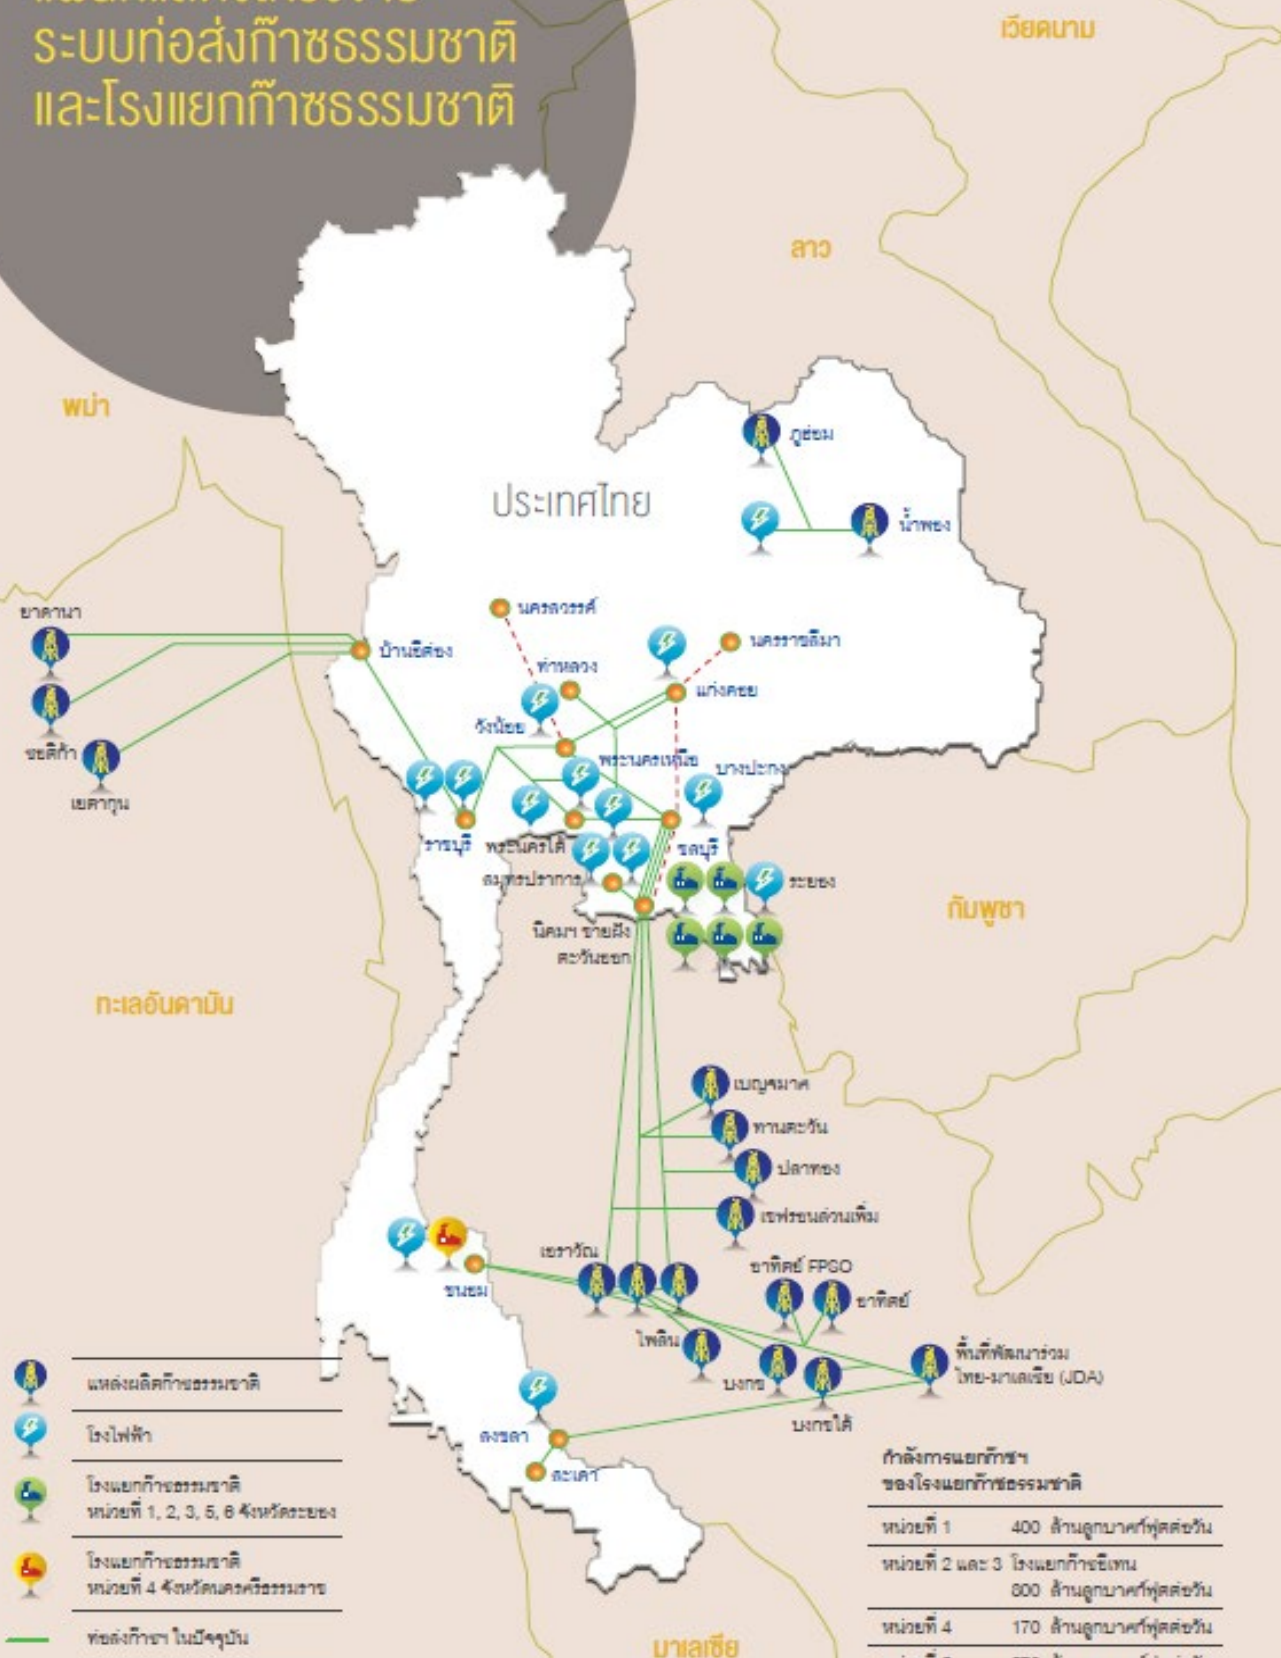 ระบบท่อส่งก๊าซธรรมชาติ
และโรงแยกก๊าซธรรมชาติ
เวียดนาม
ลาว
พม่า
ภูฮ่อม
ประเทศไทย
น้ำพอง
ยาดานา
นครสวรรค์
นครราชสีมา
บ้านอีต่อง
ท่าหลวง
แก่งคอย
วังน้อย
ซอติก้า
พระนครเหนือ
บางปะกง
เยตากุน
ราชบุรี
พระนครใต้
ชลบุรี
สมุทรปราการ
ระยอง
กัมพูชา
นิคมฯ ชายฝั่ง
ตะวันออก
ทะเลอันดามัน
เบญจมาศ
ทานตะวัน
ปลาทอง
เชฟรอนส่วนเพิ่ม
เอราวัณ
อาทิตย์ FPSO
ขนอม
อาทิตย์
ไพลิน
พื้นที่พัฒนาร่วม
ไทย-มาเลเซีย (JDA)
บงกช
บงกชใต้
สงขลา
สะเดา
แหล่งผลิตก๊าซธรรมชาติ
โรงไฟฟ้า
โรงแยกก๊าซธรรมชาติ
หน่วยที่ 1, 2, 3, 5, 6 จังหวัดระยอง
โรงแยกก๊าซธรรมชาติ
หน่วยที่ 4 จังหวัดนครศรีธรรมราช
ท่อส่งก๊าซฯ ในปัจจุบัน
กำลังการแยกก๊าซฯ
ของโรงแยกก๊าซธรรมชาติ
หน่วยที่ 1 400 ล้านลูกบาศก์ฟุตต่อวัน
หน่วยที่ 2 และ 3 โรงแยกก๊าซอีเทน
800 ล้านลูกบาศก์ฟุตต่อวัน
หน่วยที่ 4 170 ล้านลูกบาศก์ฟุตต่อวัน
มาเลเซีย